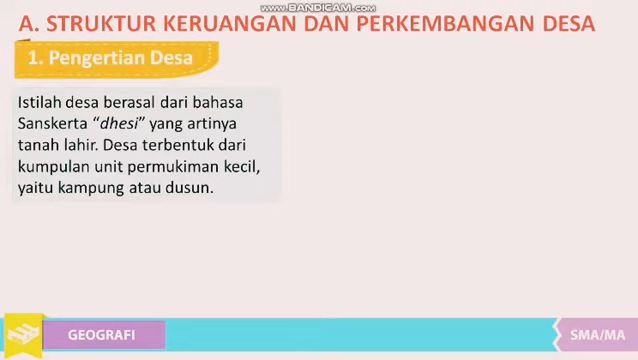 www.BANDICAM.com
A. STRUKTUR KERUANGAN DAN PERKEMBANGAN DESA
1. Pengertian Desa
Istilah desa berasal dari bahasa
Sanskerta “dhesi” yang artinya
tanah lahir. Desa terbentuk dari
kumpulan unit permukiman kecil,
yaitu kampung atau dusun.
GEOGRAFI
SMA/MA